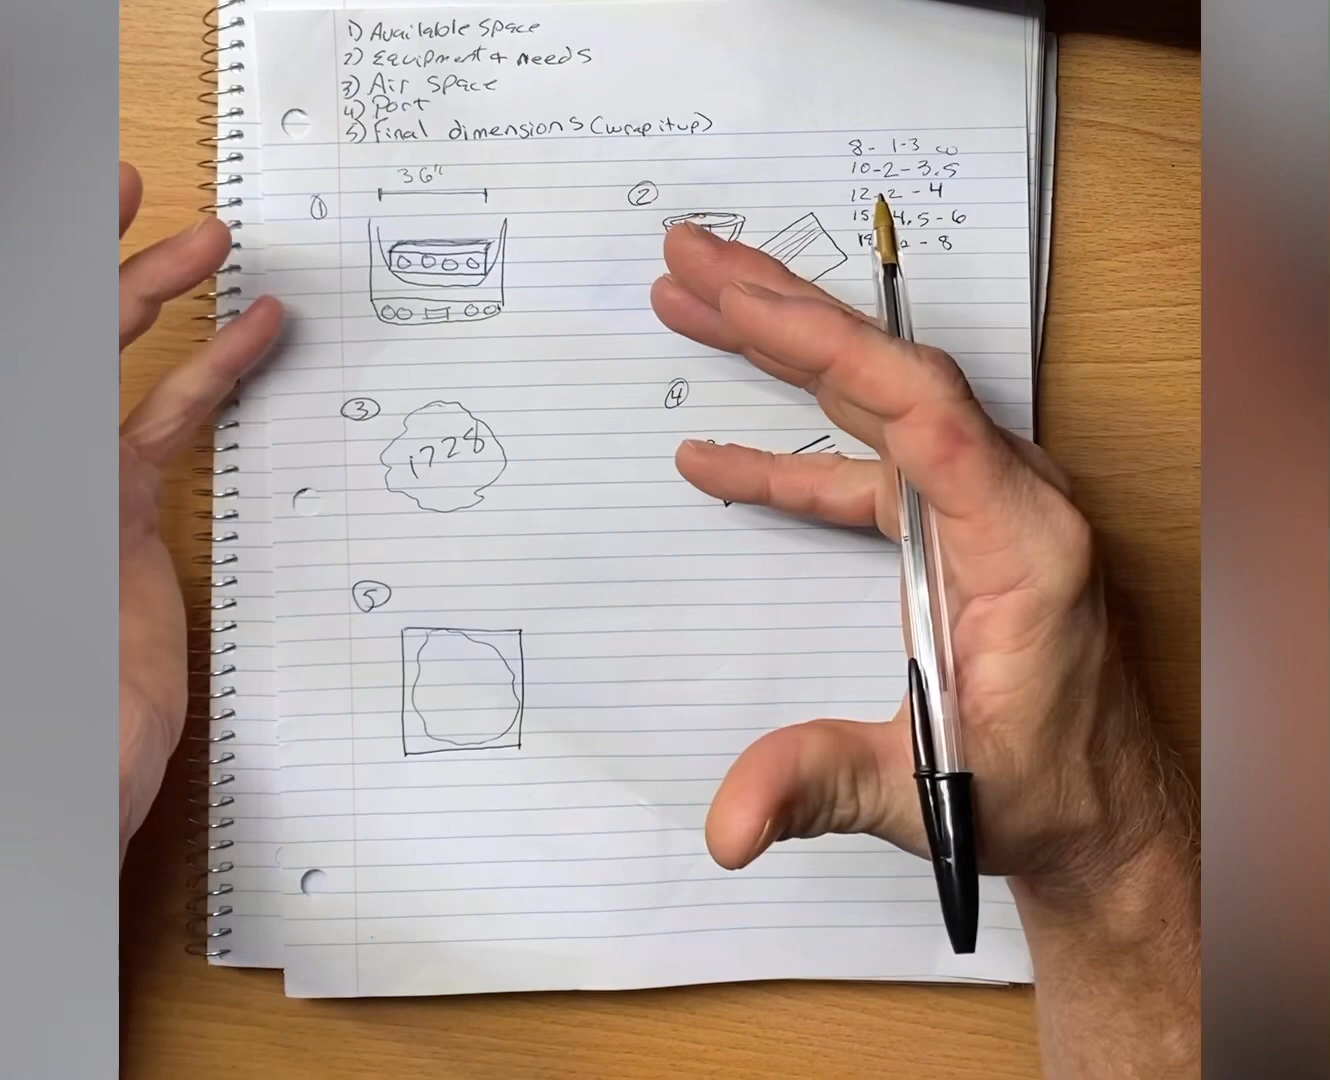 1) Available Space
2) Equipment & needs
3) Air Space
4) Port
5) Final dimensions (wrap it up)
8 - 1-3
10-2-3.5
12-2-4
15 4.5-6
18 - 8
36"
1
2
3
1728
4
5